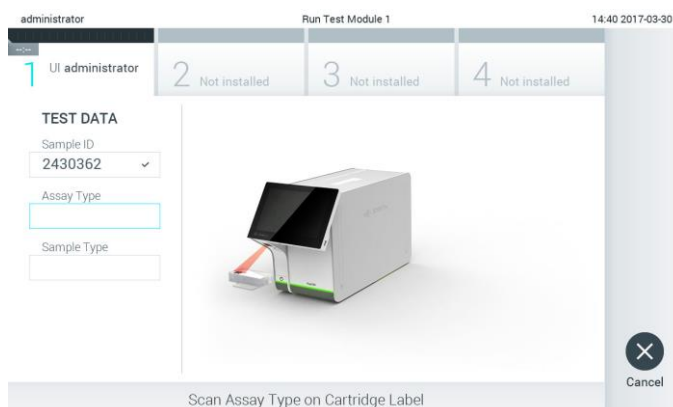 administrator Run Test Module 1 14:40 2017-03-30
--:--
1 UI administrator 2 Not installed 3 Not installed 4 Not installed
TEST DATA
Sample ID
2430362
Assay Type
Sample Type
Cancel
Scan Assay Type on Cartridge Label